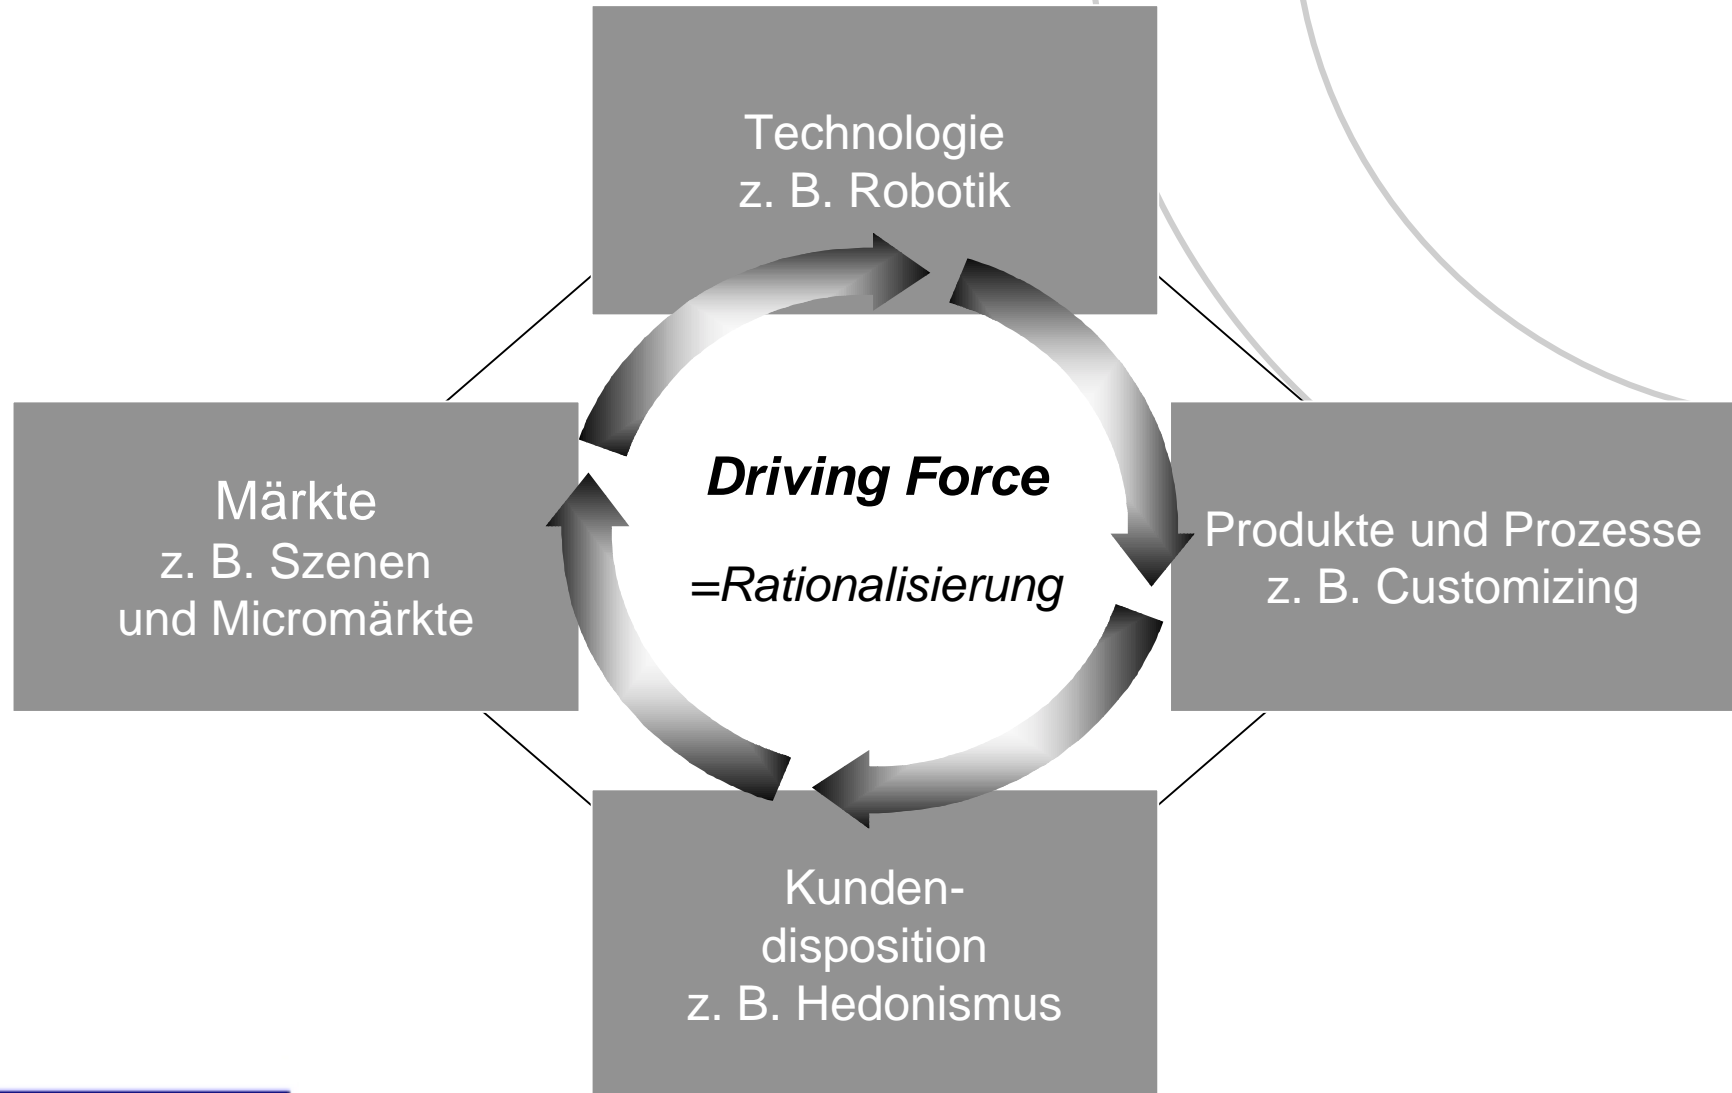 Technologie
z. B. Robotik
Driving Force
=Rationalisierung
Märkte
z. B. Szenen
und Micromärkte
Produkte und Prozesse
z. B. Customizing
Kunden-
disposition
z. B. Hedonismus